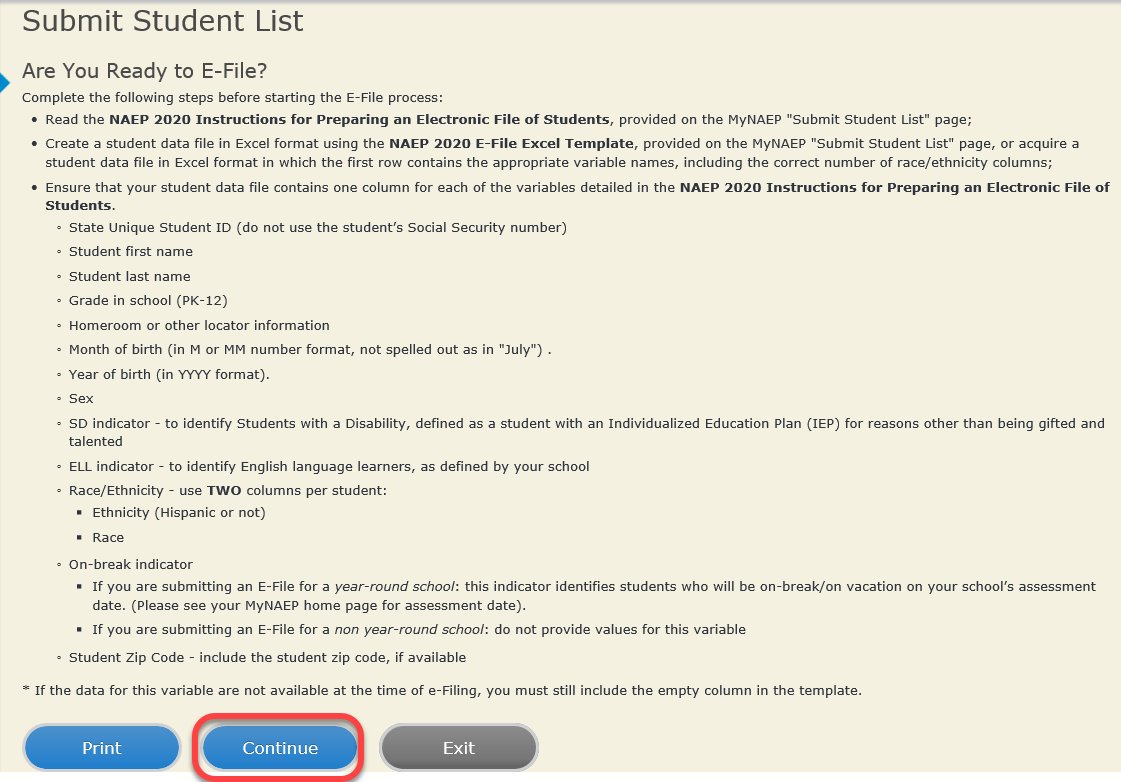 Submit Student List
Are You Ready to E-File?
Complete the following steps before starting the E-File process:
• Read the NAEP 2020 Instructions for Preparing an Electronic File of Students, provided on the MyNAEP "Submit Student List" page;
• Create a student data file in Excel format using the NAEP 2020 E-File Excel Template, provided on the MyNAEP "Submit Student List" page, or acquire a
student data file in Excel format in which the first row contains the appropriate variable names, including the correct number of race/ethnicity columns;
• Ensure that your student data file contains one column for each of the variables detailed in the NAEP 2020 Instructions for Preparing an Electronic File of
Students.
◦ State Unique Student ID (do not use the student’s Social Security number)
◦ Student first name
◦ Student last name
◦ Grade in school (PK-12)
◦ Homeroom or other locator information
◦ Month of birth (in M or MM number format, not spelled out as in "July") .
◦ Year of birth (in YYYY format).
◦ Sex
◦ SD indicator - to identify Students with a Disability, defined as a student with an Individualized Education Plan (IEP) for reasons other than being gifted and
talented
◦ ELL indicator - to identify English language learners, as defined by your school
◦ Race/Ethnicity - use TWO columns per student:
▪ Ethnicity (Hispanic or not)
▪ Race
◦ On-break indicator
▪ If you are submitting an E-File for a year-round school: this indicator identifies students who will be on-break/on vacation on your school’s assessment
date. (Please see your MyNAEP home page for assessment date).
▪ If you are submitting an E-File for a non year-round school: do not provide values for this variable
◦ Student Zip Code - include the student zip code, if available
* If the data for this variable are not available at the time of e-Filing, you must still include the empty column in the template.
Print Continue Exit